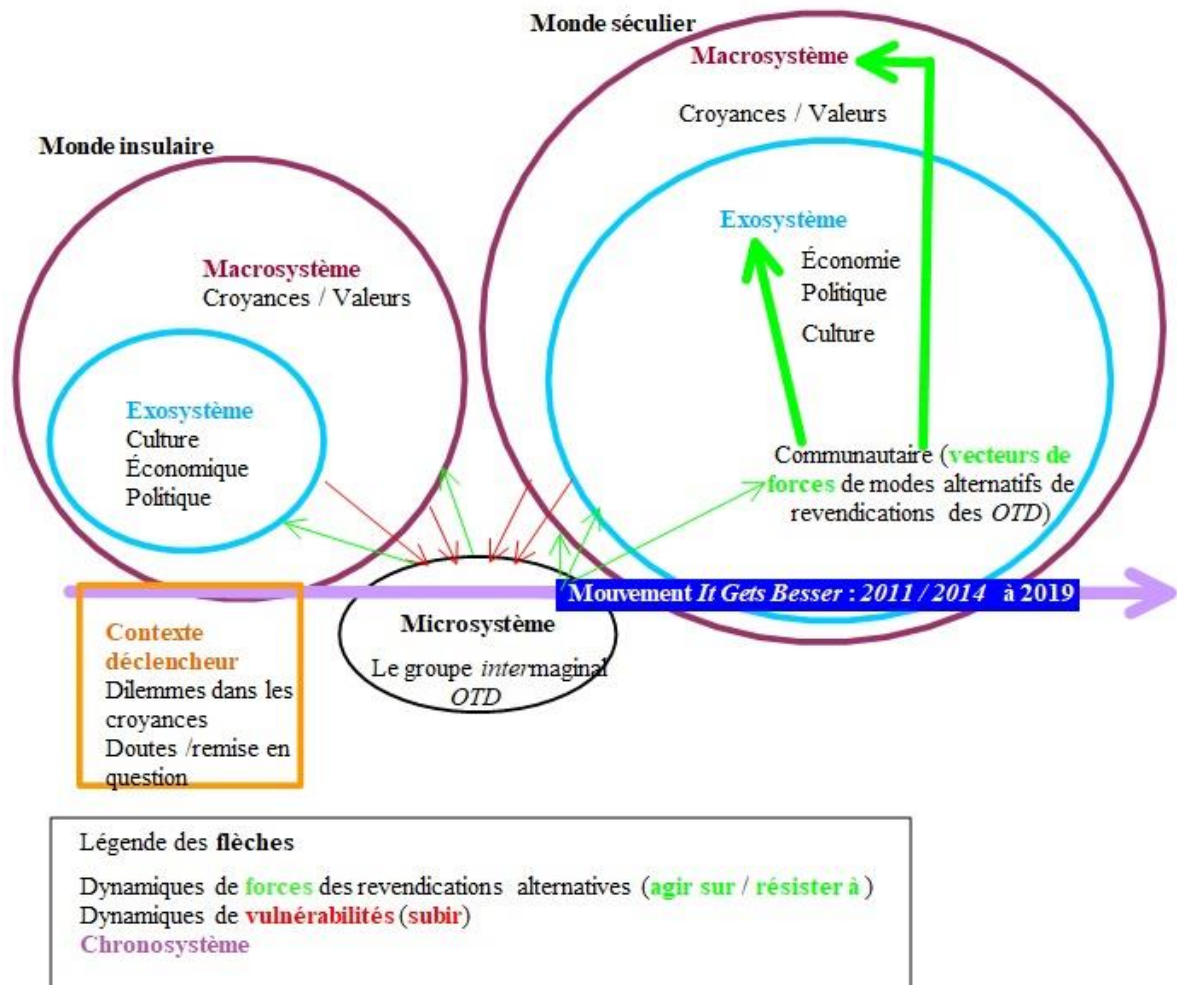 Monde séculier
Macrosystème
Croyances / Valeurs
Monde insulaire
Exosystème
Économie
Politique
Culture
Macrosystème
Croyances / Valeurs
Exosystème
Culture
Économique
Politique
Communautaire (vecteurs de
forces de modes alternatifs de
revendications des OTD)
Mouvement It Gets Besser : 2011 / 2014 à 2019
Microsystème
Le groupe intermaginal
OTD
Contexte
déclencheur
Dilemmes dans les
croyances
Doutes /remise en
question
Légende des flèches
Dynamiques de forces des revendications alternatives (agir sur / résister à )
Dynamiques de vulnérabilités (subir)
Chronosystème